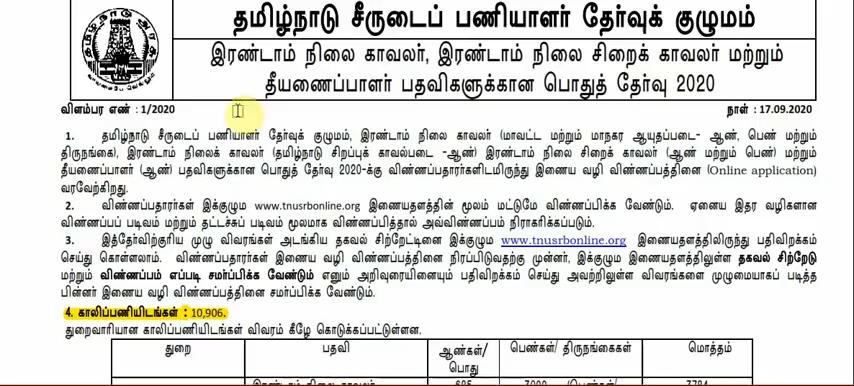 தமிழ்நாடு சீருடைப் பணியாளர் தேர்வுக் குழுமம்
இரண்டாம் நிலை காவலர், இரண்டாம் நிலை சிறைக் காவலர் மற்றும்
தீயணைப்பாளர் பதவிகளுக்கான பொதுத் தேர்வு 2020
விளம்பர எண் : 1/2020 நாள் : 17.09.2020
1. தமிழ்நாடு சீருடைப் பணியாளர் தேர்வுக் குழுமம், இரண்டாம் நிலை காவலர் (மாவட்ட மற்றும் மாநகர ஆயுதப்படை- ஆண், பெண் மற்றும்
திருநங்கை), இரண்டாம் நிலைக் காவலர் (தமிழ்நாடு சிறப்புக் காவல்படை -ஆண்) இரண்டாம் நிலை சிறைக் காவலர் (ஆண் மற்றும் பெண்) மற்றும்
தீயணைப்பாளர் (ஆண்) பதவிகளுக்கான பொதுத் தேர்வு 2020-க்கு விண்ணப்பதாரர்களிடமிருந்து இணைய வழி விண்ணப்பத்தினை (Online application)
வரவேற்கிறது.
2. விண்ணப்பதாரர்கள் இக்குழும www.tnusrbonline.org இணையதளத்தின் மூலம் மட்டுமே விண்ணப்பிக்க வேண்டும். ஏனைய இதர வழிகளான
விண்ணப்பப் படிவம் மற்றும் தட்டச்சுப் படிவம் மூலமாக விண்ணப்பித்தால் அவ்விண்ணப்பம் நிராகரிக்கப்படும்.
3. இத்தேர்விற்குரிய முழு விவரங்கள் அடங்கிய தகவல் சிற்றேட்டினை இக்குழும www.tnusrbonline.org இணையதளத்திலிருந்து பதிவிறக்கம்
செய்து கொள்ளலாம். விண்ணப்பதாரர்கள் இணைய வழி விண்ணப்பத்தினை நிரப்பிடுவதற்கு முன்னர், இக்குழும இணையதளத்திலுள்ள தகவல் சிற்றேடு
மற்றும் விண்ணப்பம் எப்படி சமர்ப்பிக்க வேண்டும் எனும் அறிவுரையினையும் பதிவிறக்கம் செய்து அவற்றிலுள்ள விவரங்களை முழுமையாகப் படித்த
பின்னர் இணைய வழி விண்ணப்பத்தினை சமர்ப்பிக்க வேண்டும்.
4. காலிப்பணியிடங்கள் : 10,906.
துறைவாரியான காலிப்பணியிடங்கள் விவரம் கீழே கொடுக்கப்பட்டுள்ளன.
துறை பதவி ஆண்கள்/ பெண்கள்/ திருநங்கைகள் மொத்தம்
பொது